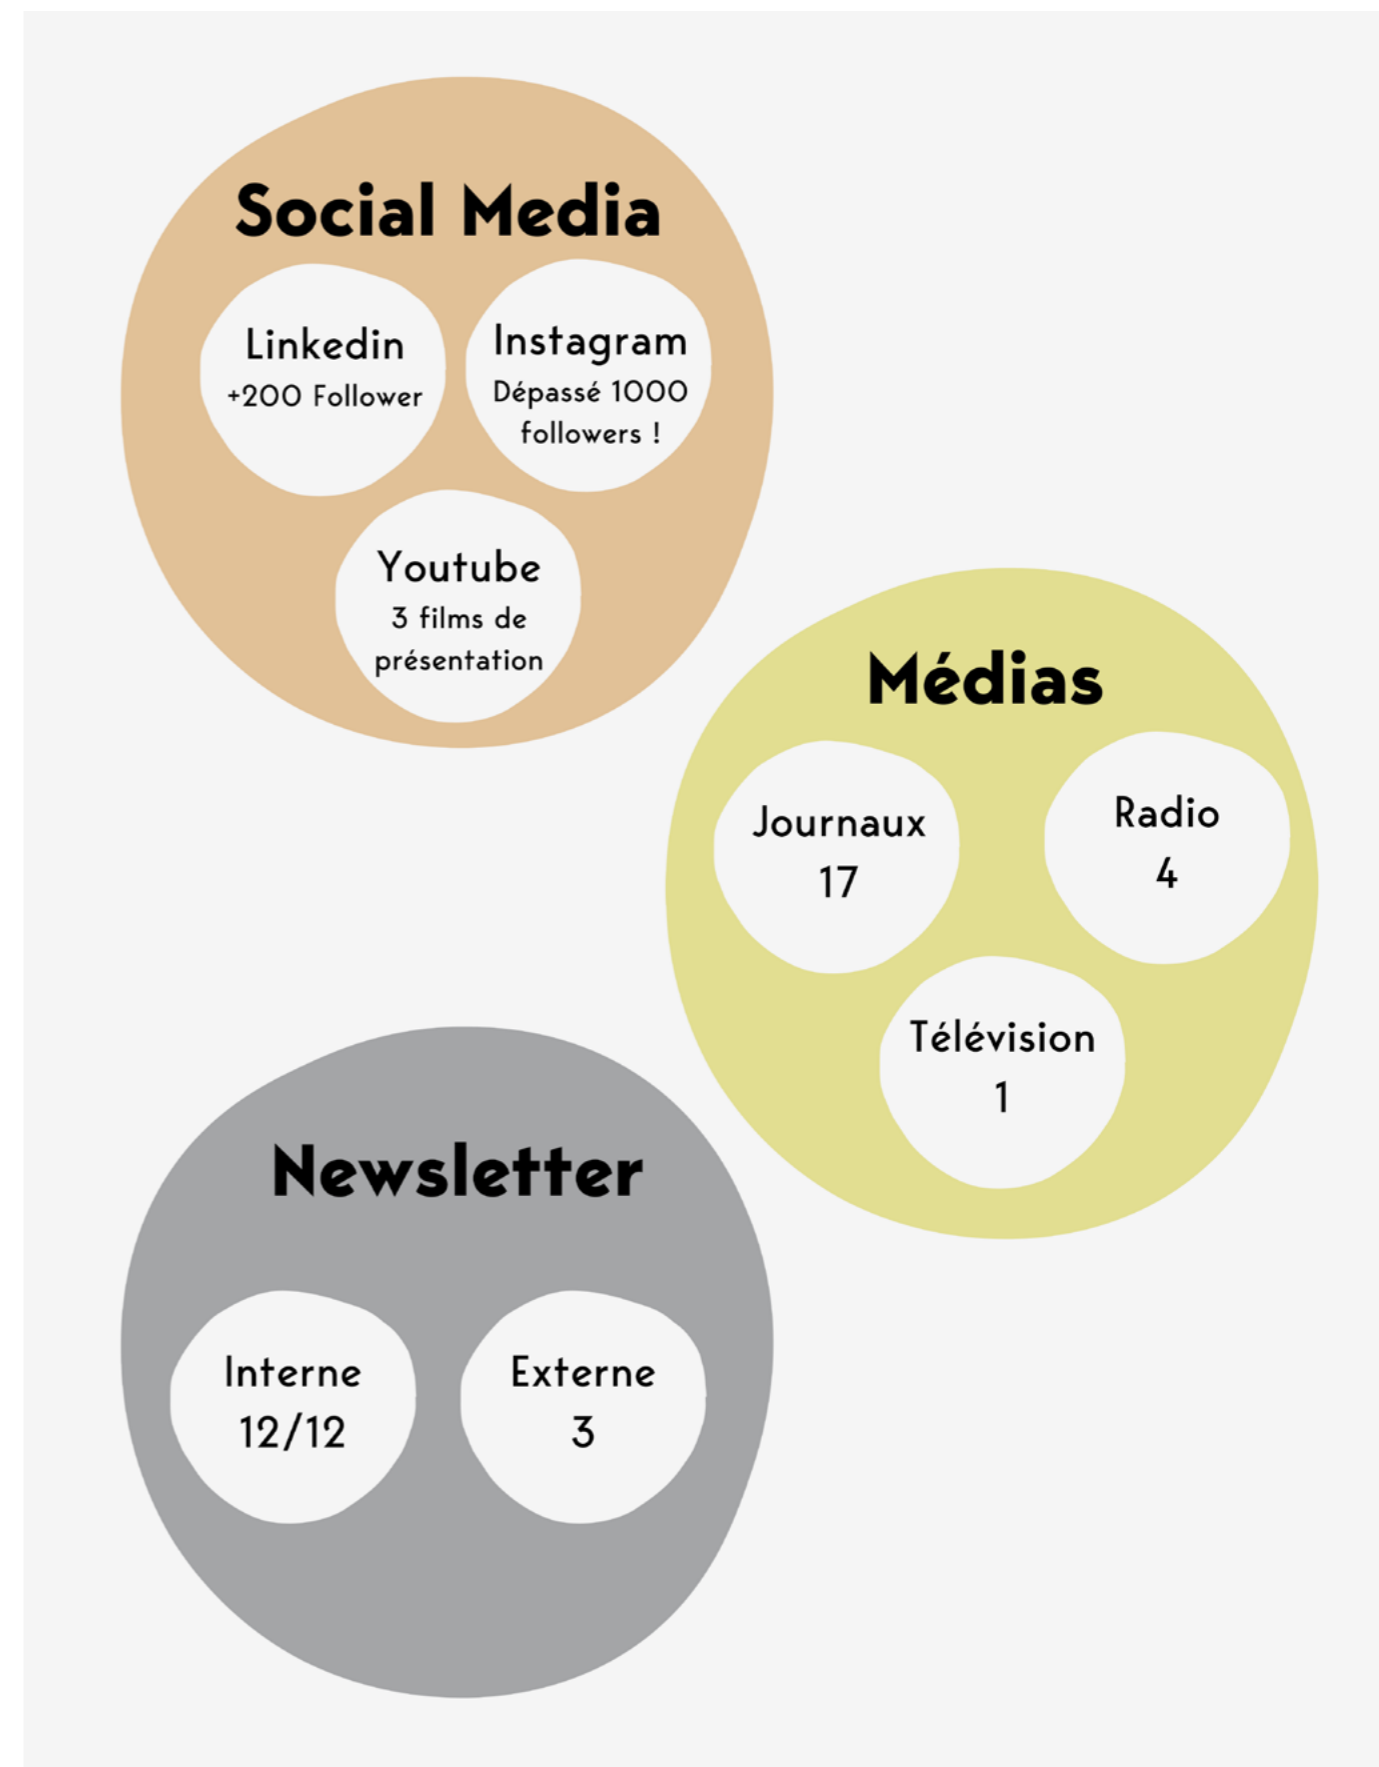 Social Media
Linkedin
+200 Follower
Instagram
Dépassé 1000
followers !
Youtube
3 films de
présentation
Médias
Journaux
17
Radio
4
Télévision
1
Newsletter
Interne
12/12
Externe
3